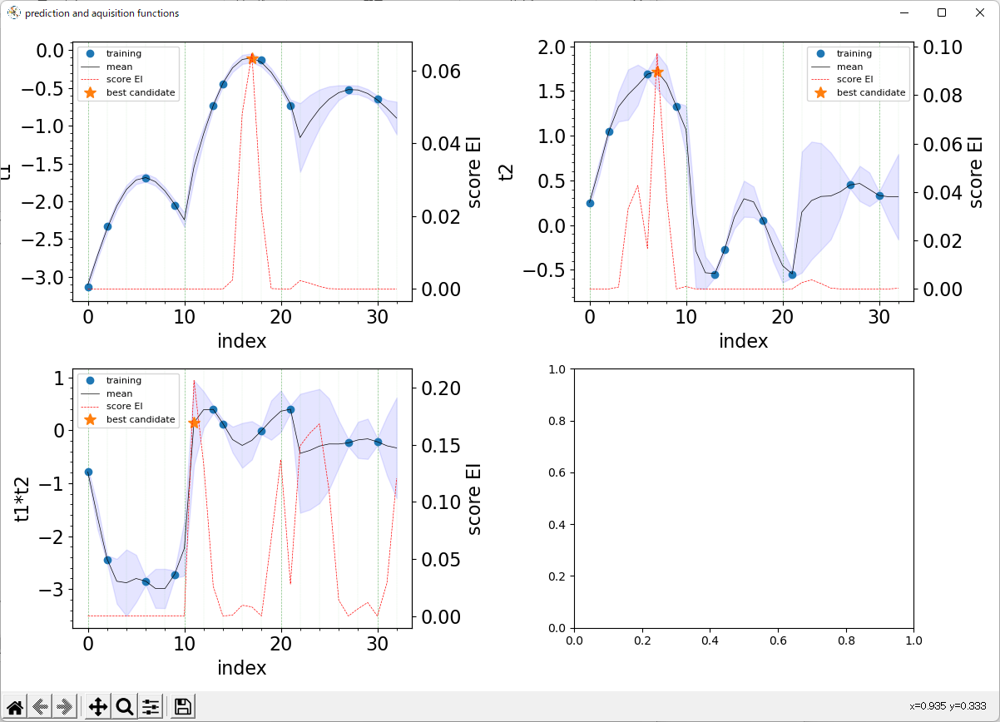 prediction and aquisition functions
training
mean
score EI
best candidate
0.0
−0.5
−1.0
−1.5
−2.0
−2.5
−3.0
t1
0.06
0.04
0.02
0.00
score EI
0
10
20
30
index
training
mean
score EI
best candidate
2.0
1.5
1.0
0.5
0.0
−0.5
t2
0.10
0.08
0.06
0.04
0.02
0.00
score EI
0
10
20
30
index
training
mean
score EI
best candidate
1
0
−1
−2
−3
t1*t2
0.20
0.15
0.10
0.05
0.00
score EI
0
10
20
30
index
1.0
0.8
0.6
0.4
0.2
0.0
0.0
0.2
0.4
0.6
0.8
1.0
x=0.935 y=0.333